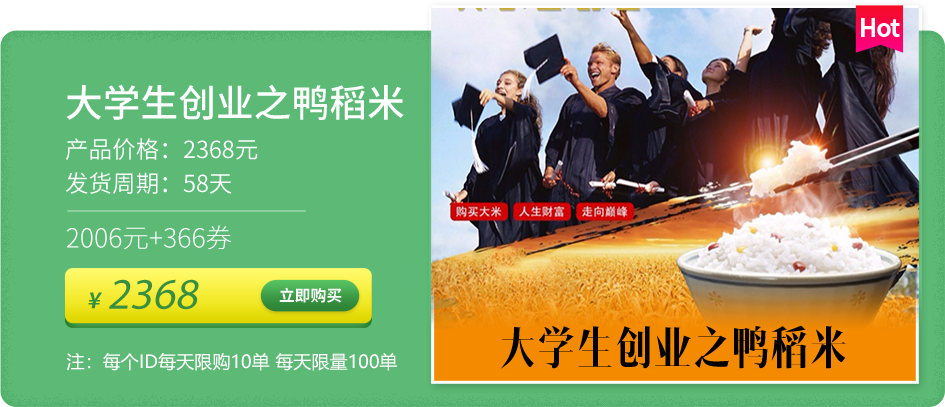 Hot
大学生创业之鸭稻米
产品价格：2368元
发货周期：58天
2006元+366券
¥ 2368 立即购买
注：每个ID每天限购10单 每天限量100单
购买大米 人生财富 走向巅峰
大学生创业之鸭稻米